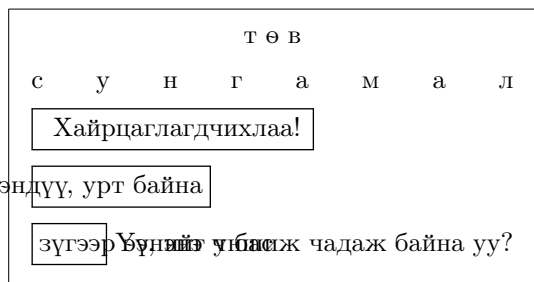 т ө в
с у н г а м а л
Хайрцаглагдчихлаа!
эндүү, урт байна
зүгээр чадаж байна уу?